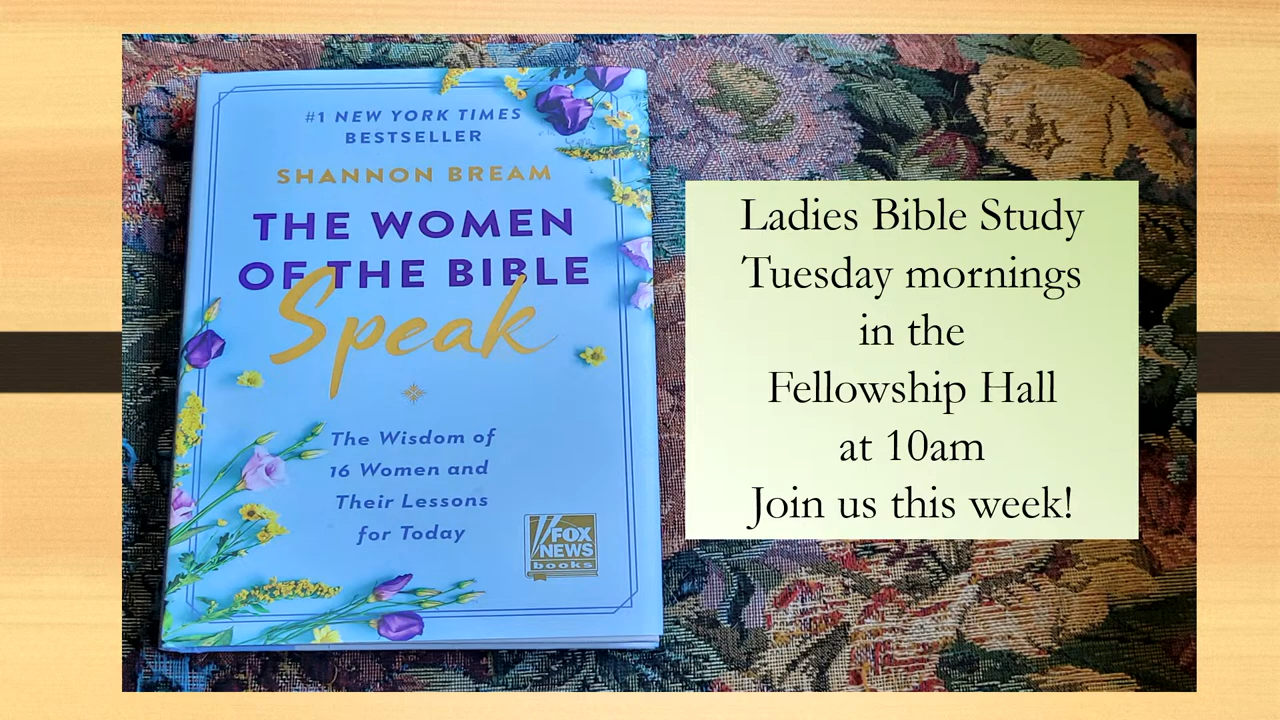 #1 NEW YORK TIMES
BESTSELLER
SHANNON BREAM
THE WOMEN
OF THE BIBLE
Speak
The Wisdom of
16 Women and
Their Lessons
for Today
FOX
NEWS
books
Ladies Bible Study
Tuesday mornings
in the
Fellowship Hall
at 10am
Join us this week!